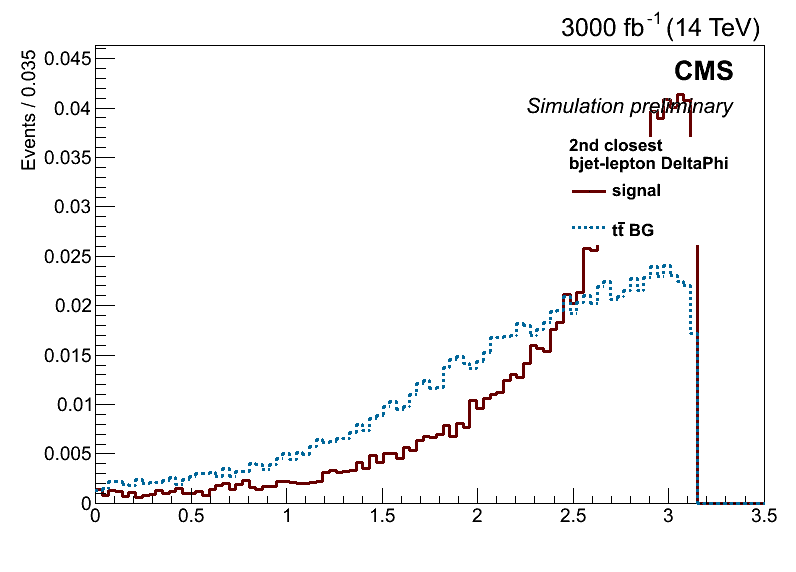 3000 fb⁻¹ (14 TeV)
Events / 0.035
CMS
Simulation preliminary
2nd closest
bjet-lepton DeltaPhi
signal
tt̄ BG
0.045
0.04
0.035
0.03
0.025
0.02
0.015
0.01
0.005
0
0 0.5 1 1.5 2 2.5 3 3.5